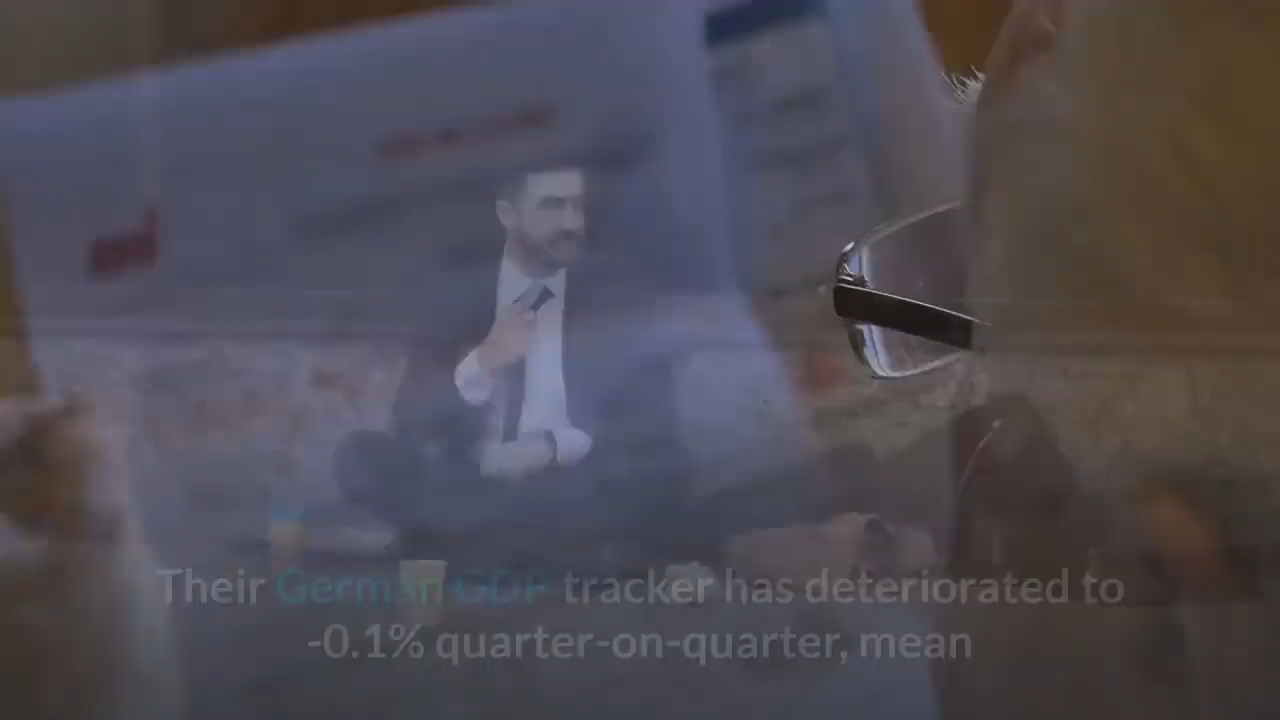 Their German GDP tracker has deteriorated to
-0.1% quarter-on-quarter, mean